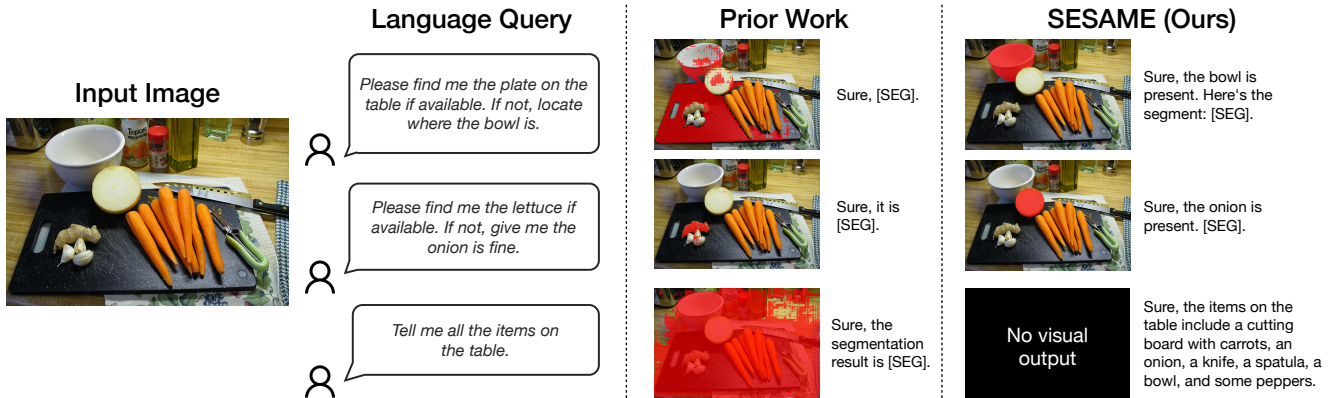 Language Query
Prior Work
SESAME (Ours)
Input Image
Please find me the plate on the
table if available. If not, locate
where the bowl is.
Sure, [SEG].
Sure, the bowl is
present. Here's the
segment: [SEG].
Tropicana
Please find me the lettuce if
available. If not, give me the
onion is fine.
Sure, it is
[SEG].
Sure, the onion is
present. [SEG].
Tell me all the items on
the table.
Sure, the
segmentation
result is [SEG].
No visual
output
Sure, the items on the
table include a cutting
board with carrots, an
onion, a knife, a spatula, a
bowl, and some peppers.